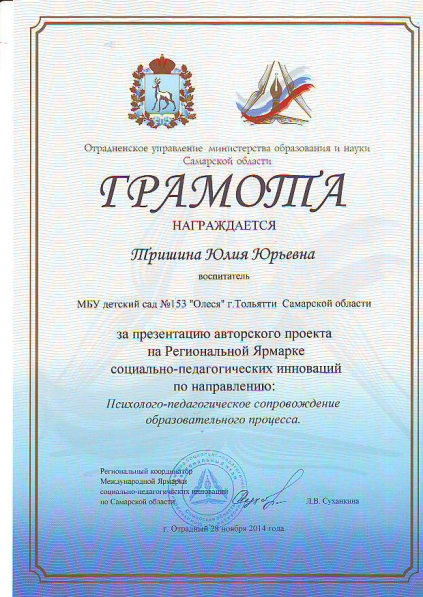 Отрадненское управление министерства образования и науки
Самарской области
ГРАМОТА
НАГРАЖДАЕТСЯ
Тришина Юлия Юрьевна
воспитатель
МБУ детский сад №153 "Олеся" г.Тольятти Самарской области
за презентацию авторского проекта
на Региональной Ярмарке
социально-педагогических инноваций
по направлению:
Психолого-педагогическое сопровождение
образовательного процесса.
Региональный координатор
Международной Ярмарки
социально-педагогических инноваций
по Самарской области
Л.В. Суханкина
г. Отрадный 28 ноября 2014 года